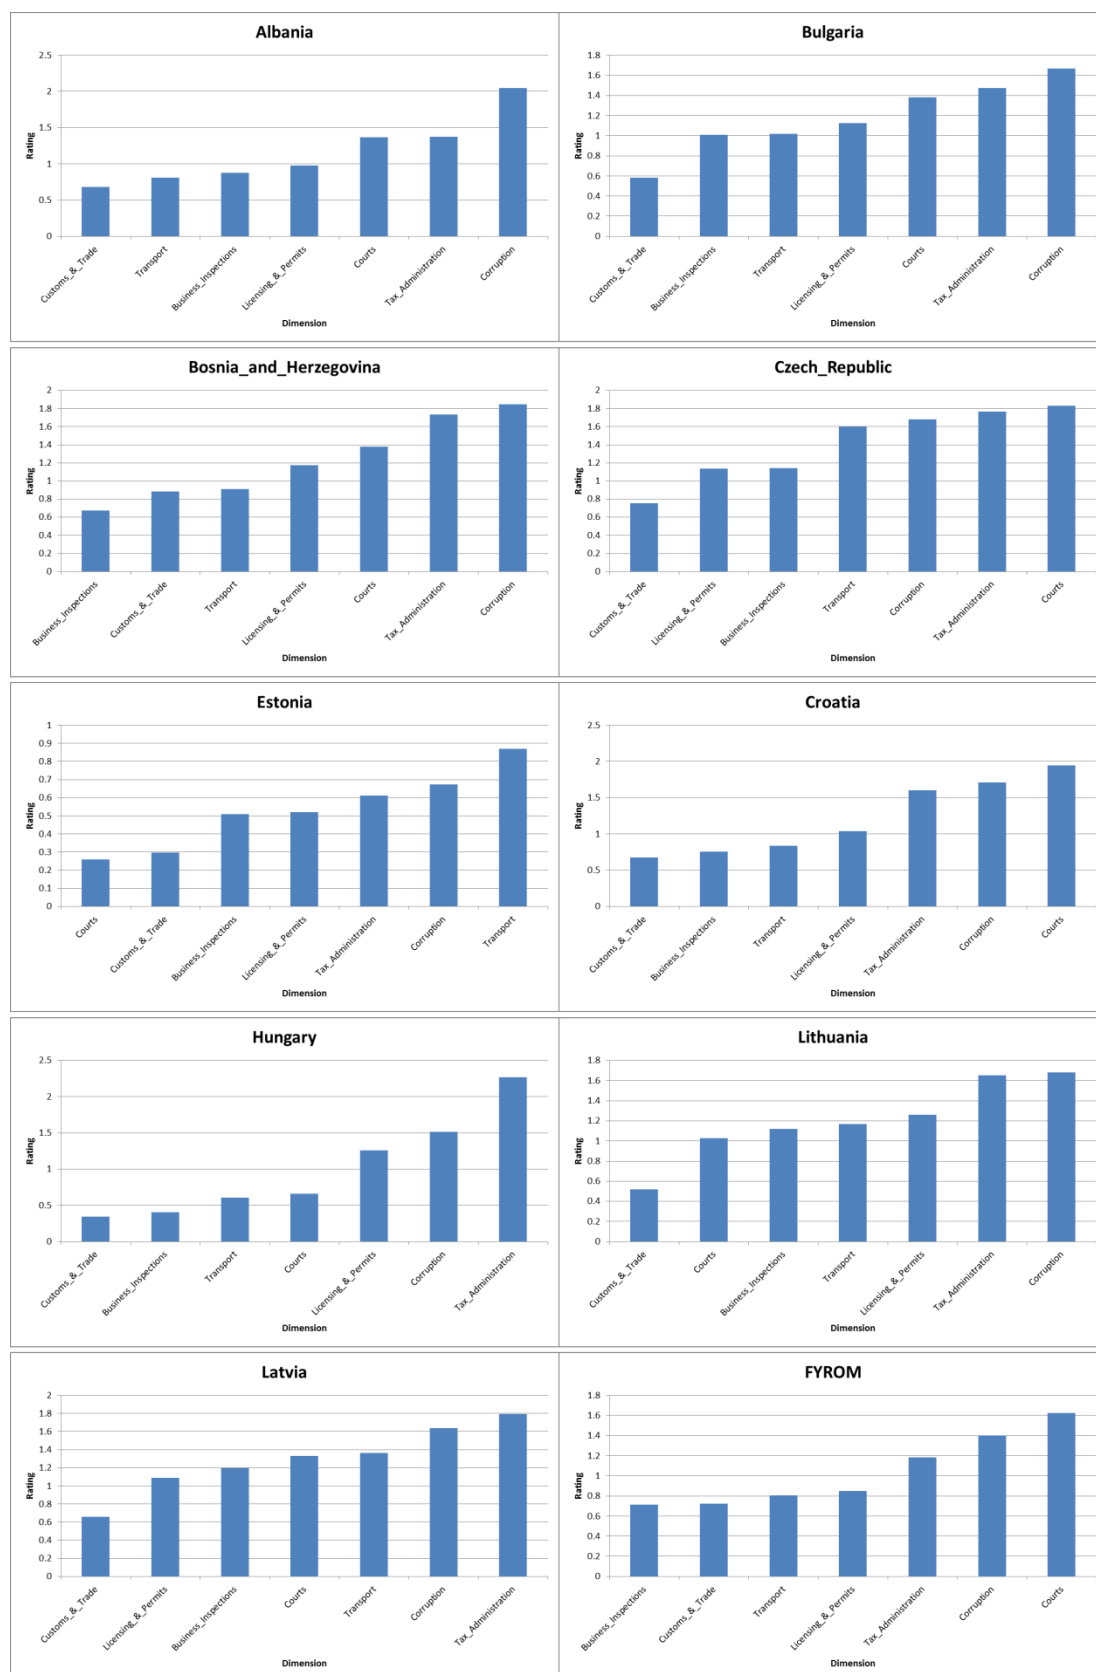 Albania
2.5
2
1.5
1
0.5
0
Rating
Customs_&_Trade
Transport
Business_Inspections
Licensing_&_Permits
Courts
Tax_Administration
Corruption
Dimension
Bulgaria
1.8
1.6
1.4
1.2
1
0.8
0.6
0.4
0.2
0
Rating
Customs_&_Trade
Business_Inspections
Transport
Licensing_&_Permits
Courts
Tax_Administration
Corruption
Dimension
Bosnia_and_Herzegovina
2
1.8
1.6
1.4
1.2
1
0.8
0.6
0.4
0.2
0
Rating
Business_Inspections
Customs_&_Trade
Transport
Licensing_&_Permits
Courts
Tax_Administration
Corruption
Dimension
Czech_Republic
2
1.8
1.6
1.4
1.2
1
0.8
0.6
0.4
0.2
0
Rating
Customs_&_Trade
Licensing_&_Permits
Business_Inspections
Transport
Corruption
Tax_Administration
Courts
Dimension
Estonia
1
0.9
0.8
0.7
0.6
0.5
0.4
0.3
0.2
0.1
0
Rating
Courts
Customs_&_Trade
Business_Inspections
Licensing_&_Permits
Tax_Administration
Corruption
Transport
Dimension
Croatia
2.5
2
1.5
1
0.5
0
Rating
Customs_&_Trade
Business_Inspections
Transport
Licensing_&_Permits
Tax_Administration
Corruption
Courts
Dimension
Hungary
2.5
2
1.5
1
0.5
0
Rating
Customs_&_Trade
Business_Inspections
Transport
Courts
Licensing_&_Permits
Corruption
Tax_Administration
Dimension
Lithuania
1.8
1.6
1.4
1.2
1
0.8
0.6
0.4
0.2
0
Rating
Customs_&_Trade
Courts
Business_Inspections
Transport
Licensing_&_Permits
Tax_Administration
Corruption
Dimension
Latvia
2
1.8
1.6
1.4
1.2
1
0.8
0.6
0.4
0.2
0
Rating
Customs_&_Trade
Licensing_&_Permits
Business_Inspections
Courts
Transport
Corruption
Tax_Administration
Dimension
FYROM
1.8
1.6
1.4
1.2
1
0.8
0.6
0.4
0.2
0
Rating
Business_Inspections
Customs_&_Trade
Transport
Licensing_&_Permits
Tax_Administration
Corruption
Courts
Dimension